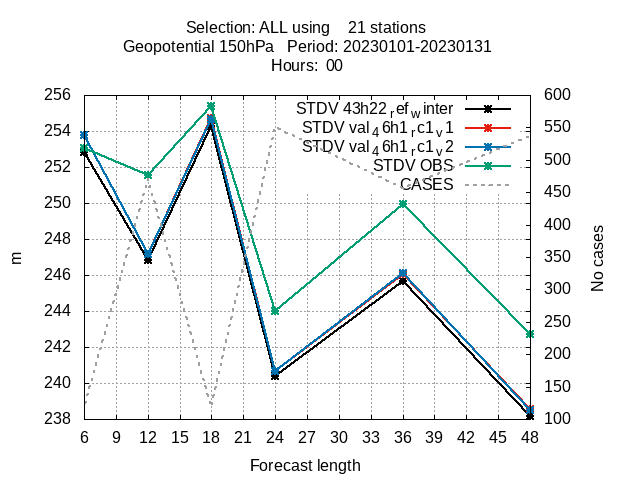 Selection: ALL using    21 stations
Geopotential 150hPa   Period: 20230101-20230131
Hours:  00
STDV 43h22refwinter
STDV val46h1rc1v1
STDV val46h1rc1v2
STDV OBS
CASES
256
254
252
250
248
246
244
242
240
238
600
550
500
450
400
350
300
250
200
150
100
m
No cases
6 9 12 15 18 21 24 27 30 33 36 39 42 45 48
Forecast length